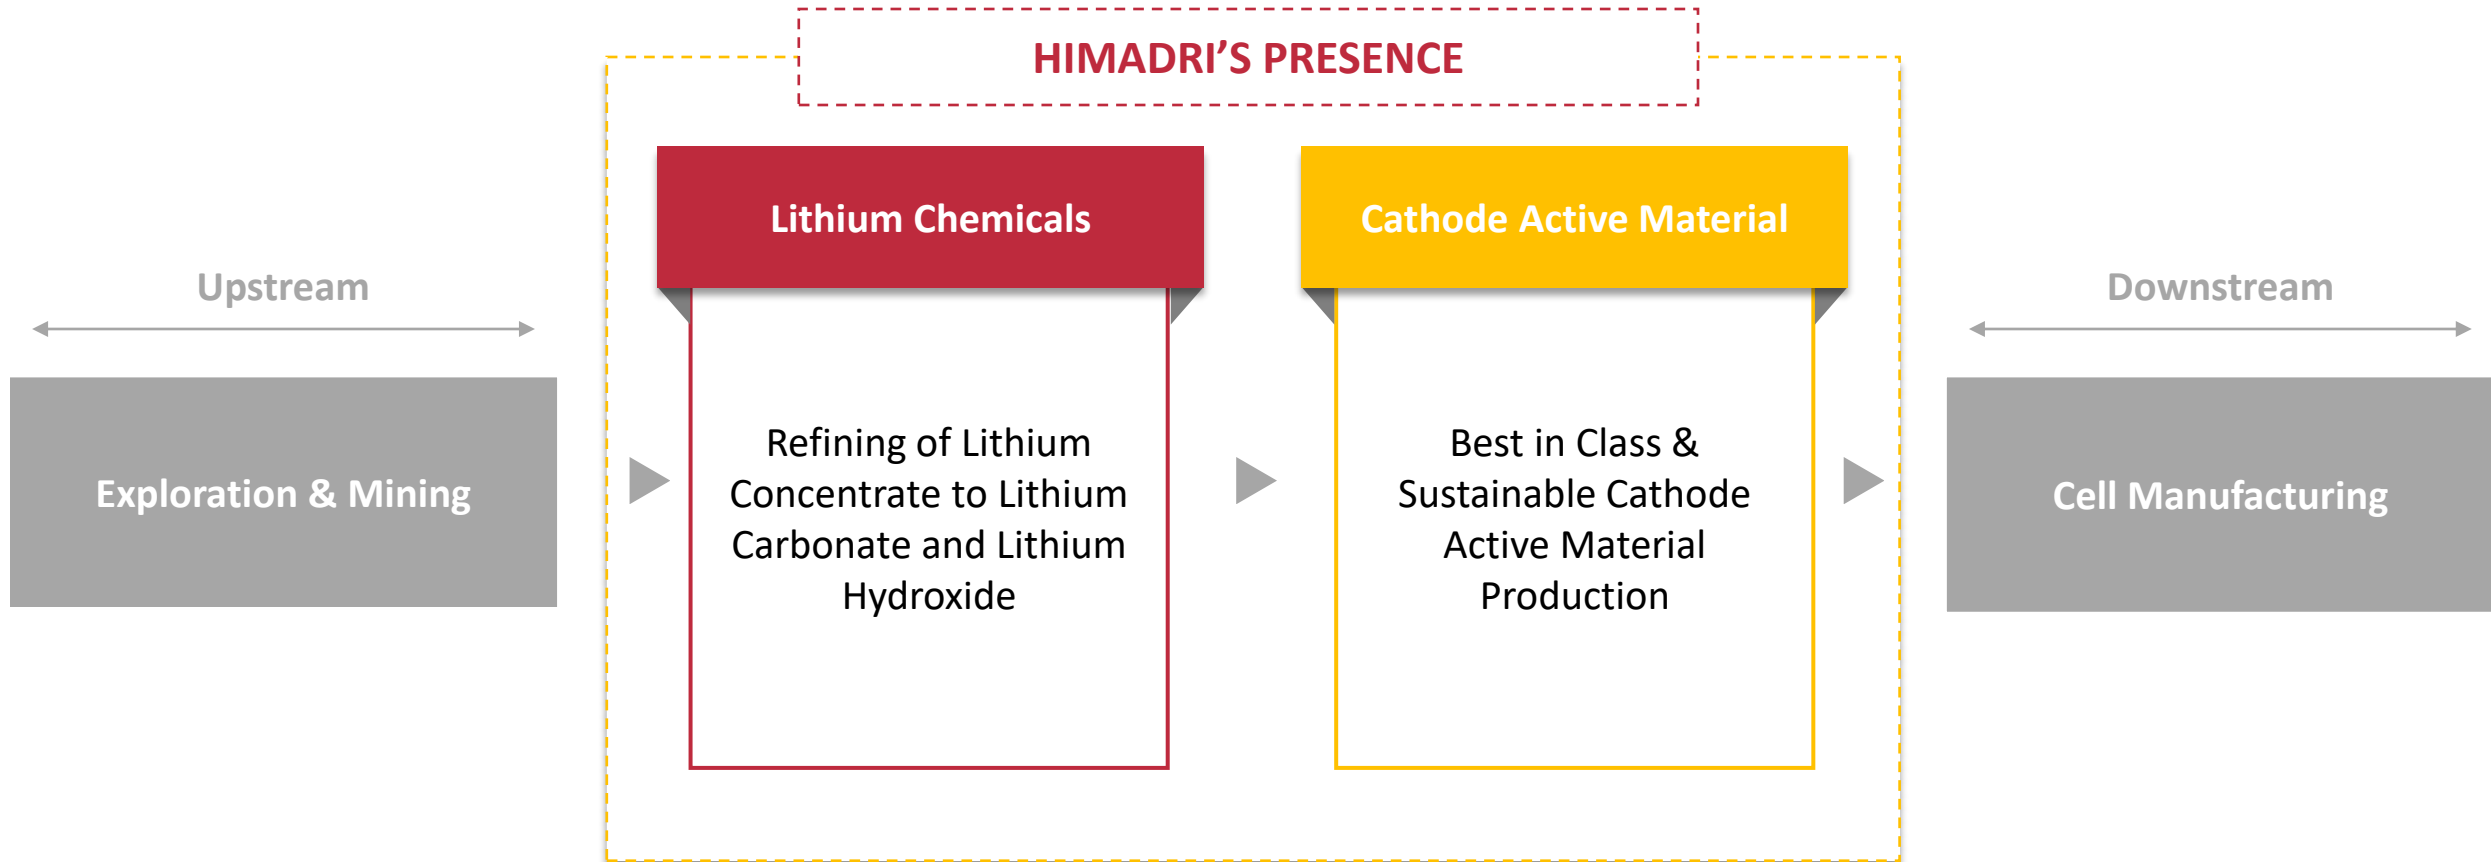 HIMADRI’S PRESENCE
Upstream
Exploration & Mining
Lithium Chemicals
Refining of Lithium
Concentrate to Lithium
Carbonate and Lithium
Hydroxide
Cathode Active Material
Best in Class &
Sustainable Cathode
Active Material
Production
Downstream
Cell Manufacturing